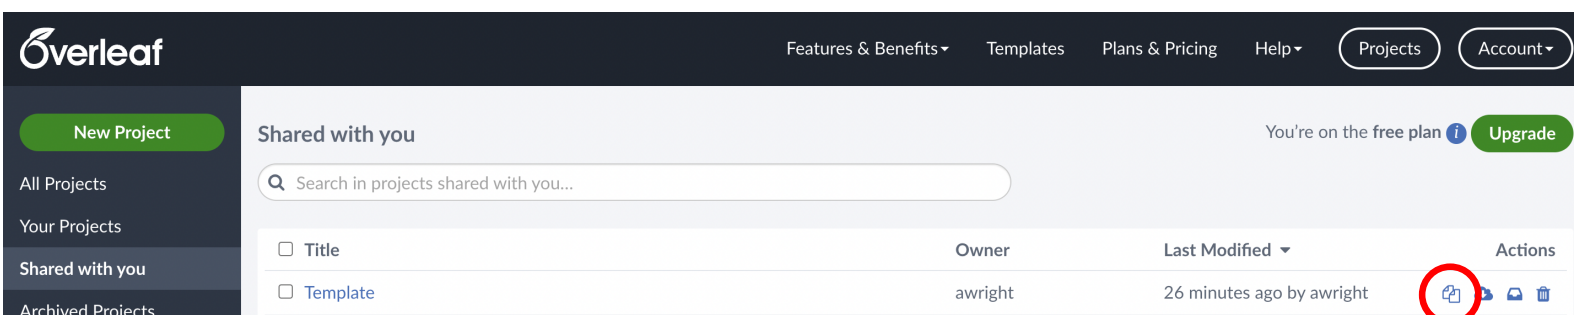 Overleaf
Features & Benefits Templates Plans & Pricing Help Projects Account
New Project
All Projects
Your Projects
Shared with you
Archived Projects
Shared with you
You're on the free plan i Upgrade
Search in projects shared with you...
Title Owner Last Modified Actions
Template awright 26 minutes ago by awright